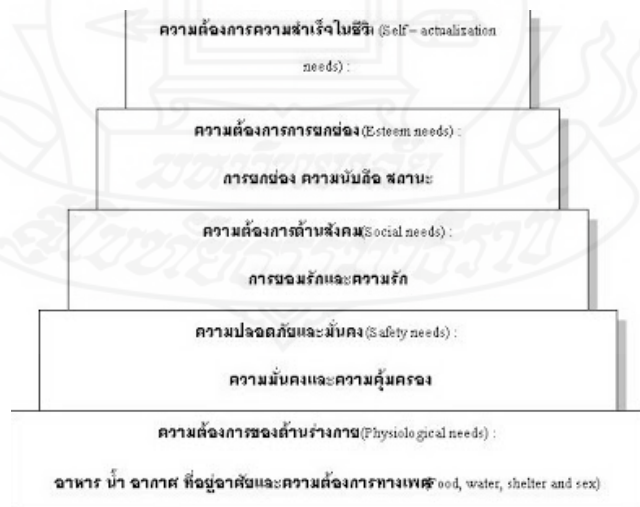 ความต้องการความสำเร็จในชีวิต (Self – actualization
needs) :
ความต้องการการยกย่อง(Esteem needs) :
การยกย่อง ความนับถือ สถานะ
ความต้องการด้านสังคม(Social needs) :
การยอมรักและความรัก
ความปลอดภัยและมั่นคง(Safety needs) :
ความมั่นคงและความคุ้มครอง
ความต้องการของด้านร่างกาย(Physiological needs) :
อาหาร น้ำ อากาศ ที่อยู่อาศัยและความต้องการทางเพศ(Food, water, shelter and sex)